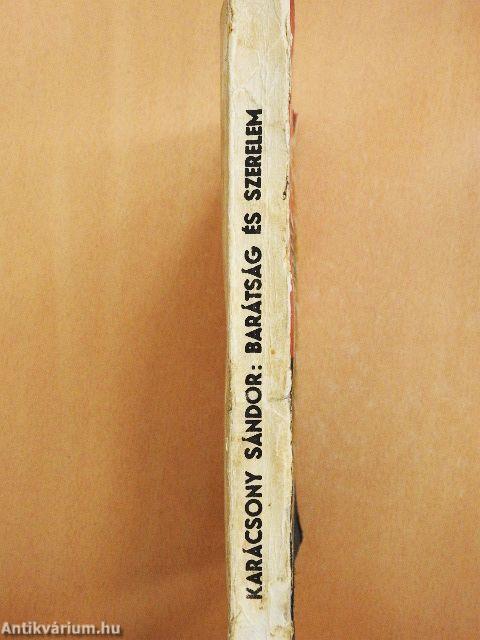 KARÁCSONY SÁNDOR: BARÁTSÁG ÉS SZERELEM
Antikvárium.hu